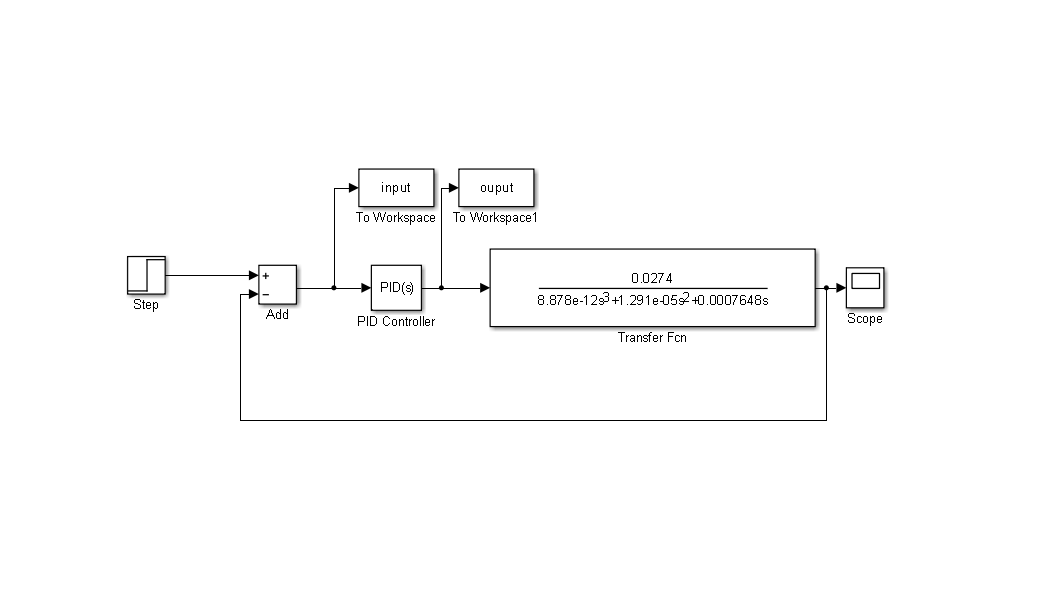 input
ouput
To Workspace
To Workspace1
Step
+
−
Add
PID(s)
PID Controller
0.0274
8.878e-12s3+1.291e-05s2+0.0007648s
Transfer Fcn
Scope